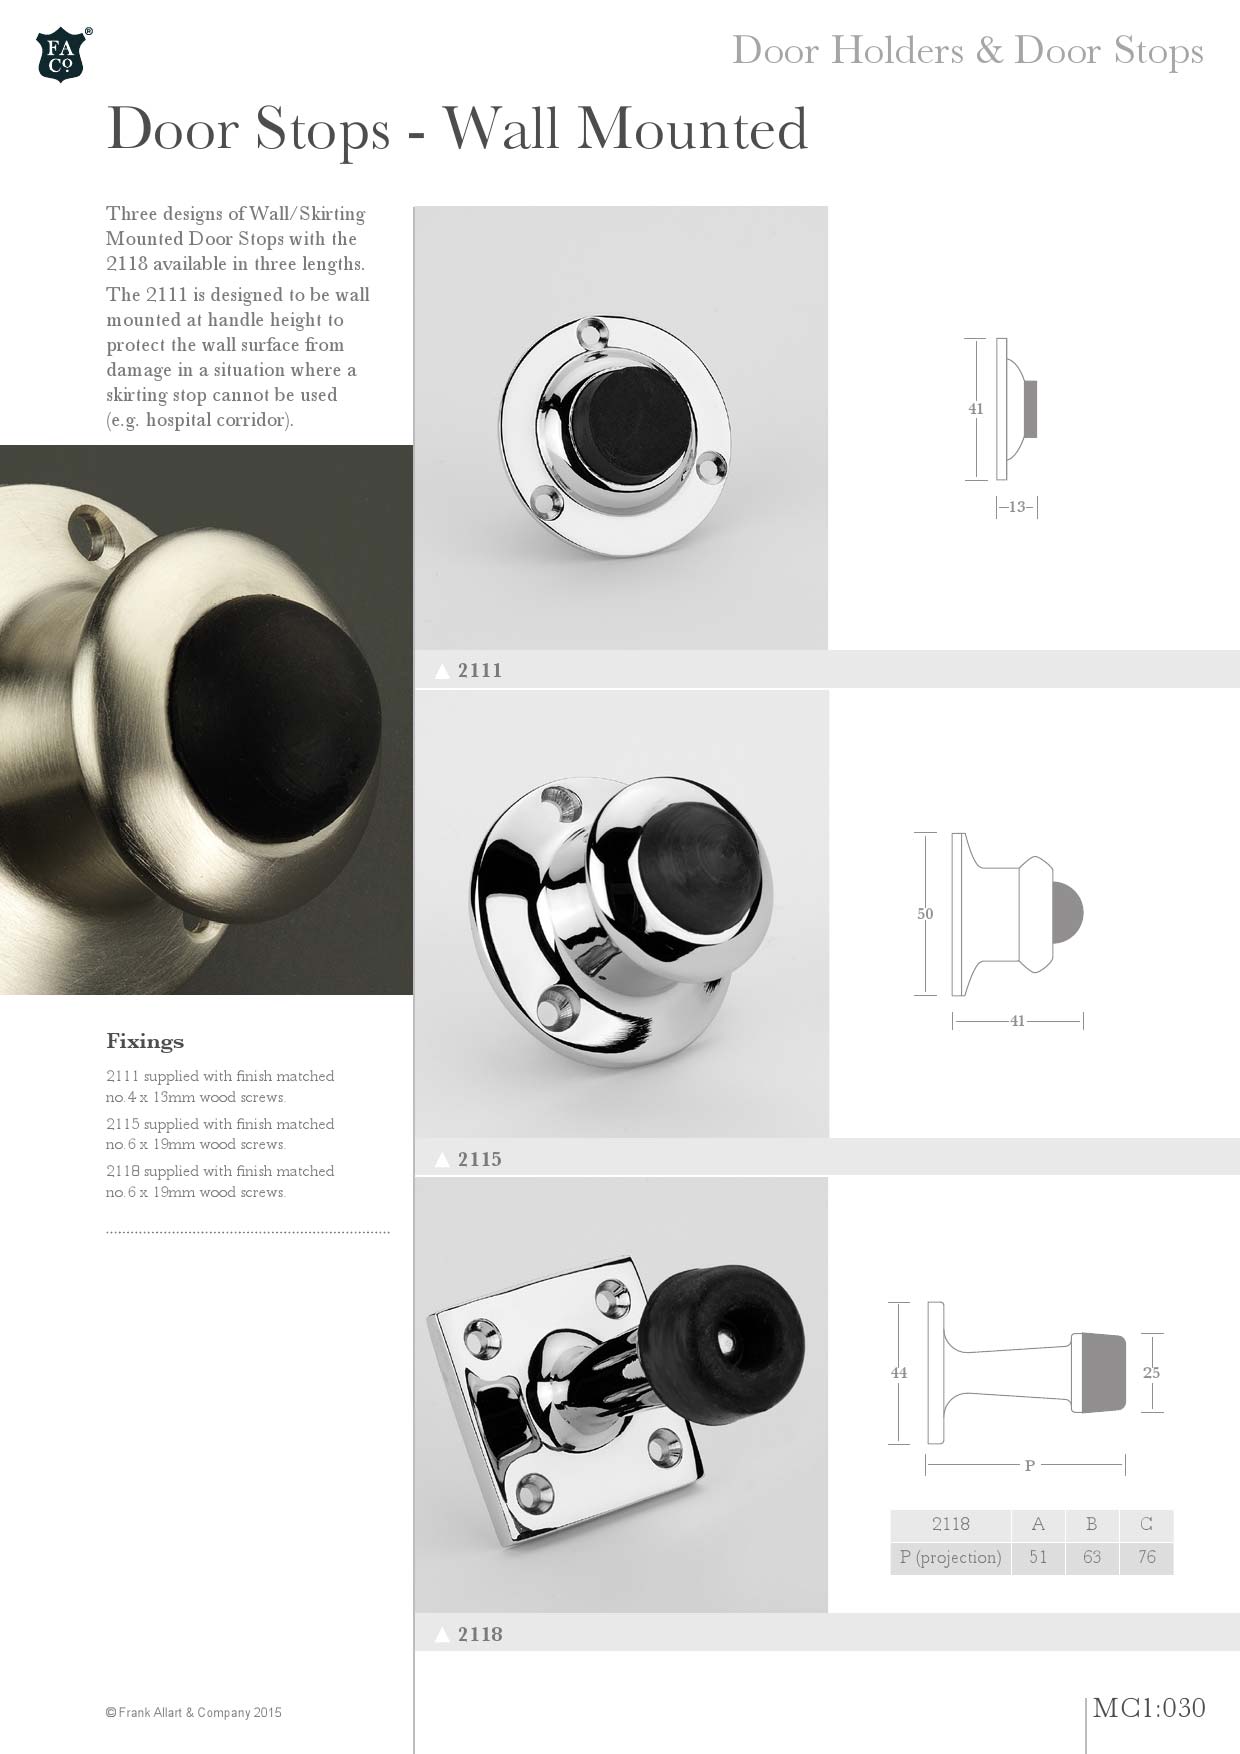 FA
Co
®
Door Holders & Door Stops
Door Stops - Wall Mounted
Three designs of Wall/Skirting
Mounted Door Stops with the
2118 available in three lengths.
The 2111 is designed to be wall
mounted at handle height to
protect the wall surface from
damage in a situation where a
skirting stop cannot be used
(e.g. hospital corridor).
41
13
▲ 2111
Fixings
2111 supplied with finish matched
no.4 x 13mm wood screws.
2115 supplied with finish matched
no.6 x 19mm wood screws.
2118 supplied with finish matched
no.6 x 19mm wood screws.
50
41
▲ 2115
44
25
P
2118 A B C
P (projection) 51 63 76
▲ 2118
© Frank Allart & Company 2015
MC1:030